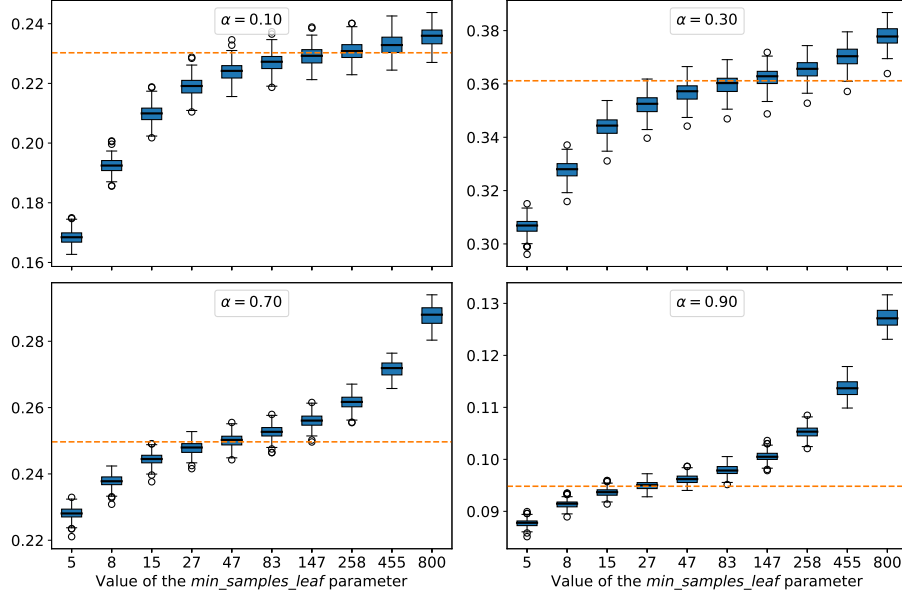 α = 0.10
0.24
0.22
0.20
0.18
0.16
α = 0.30
0.38
0.36
0.34
0.32
0.30
α = 0.70
0.28
0.26
0.24
0.22
5 8 15 27 47 83 147 258 455 800
Value of the min_samples_leaf parameter
α = 0.90
0.13
0.12
0.11
0.10
0.09
5 8 15 27 47 83 147 258 455 800
Value of the min_samples_leaf parameter